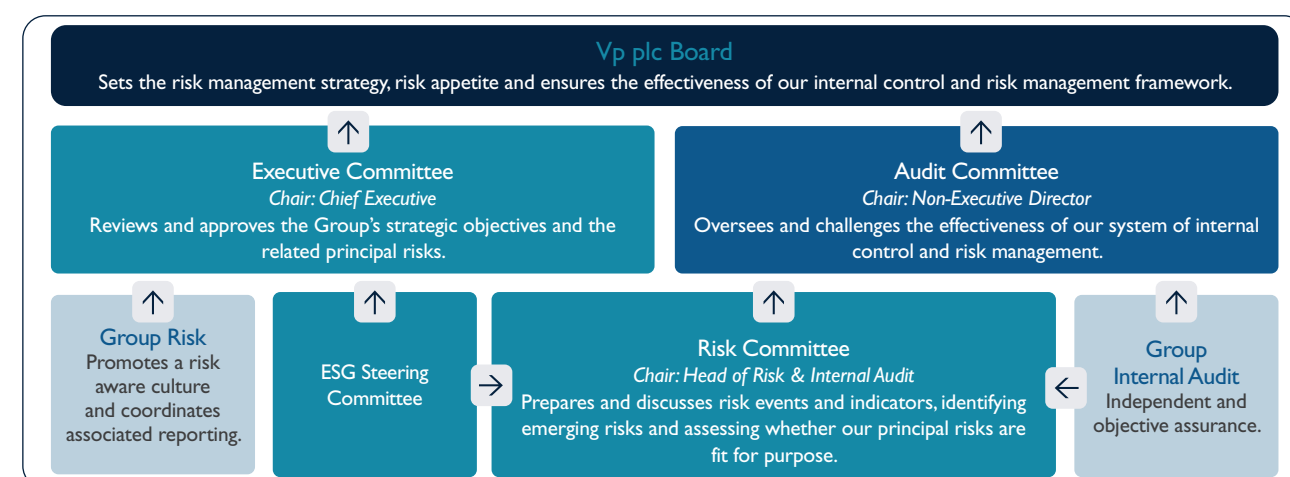 Vp plc Board
Sets the risk management strategy, risk appetite and ensures the effectiveness of our internal control and risk management framework.
Executive Committee
Chair: Chief Executive
Reviews and approves the Group's strategic objectives and the
related principal risks.
Audit Committee
Chair: Non-Executive Director
Oversees and challenges the effectiveness of our system of internal
control and risk management.
Group Risk
Promotes a risk
aware culture
and coordinates
associated reporting.
ESG Steering
Committee
Risk Committee
Chair: Head of Risk & Internal Audit
Prepares and discusses risk events and indicators, identifying
emerging risks and assessing whether our principal risks are
fit for purpose.
Group
Internal Audit
Independent and
objective assurance.